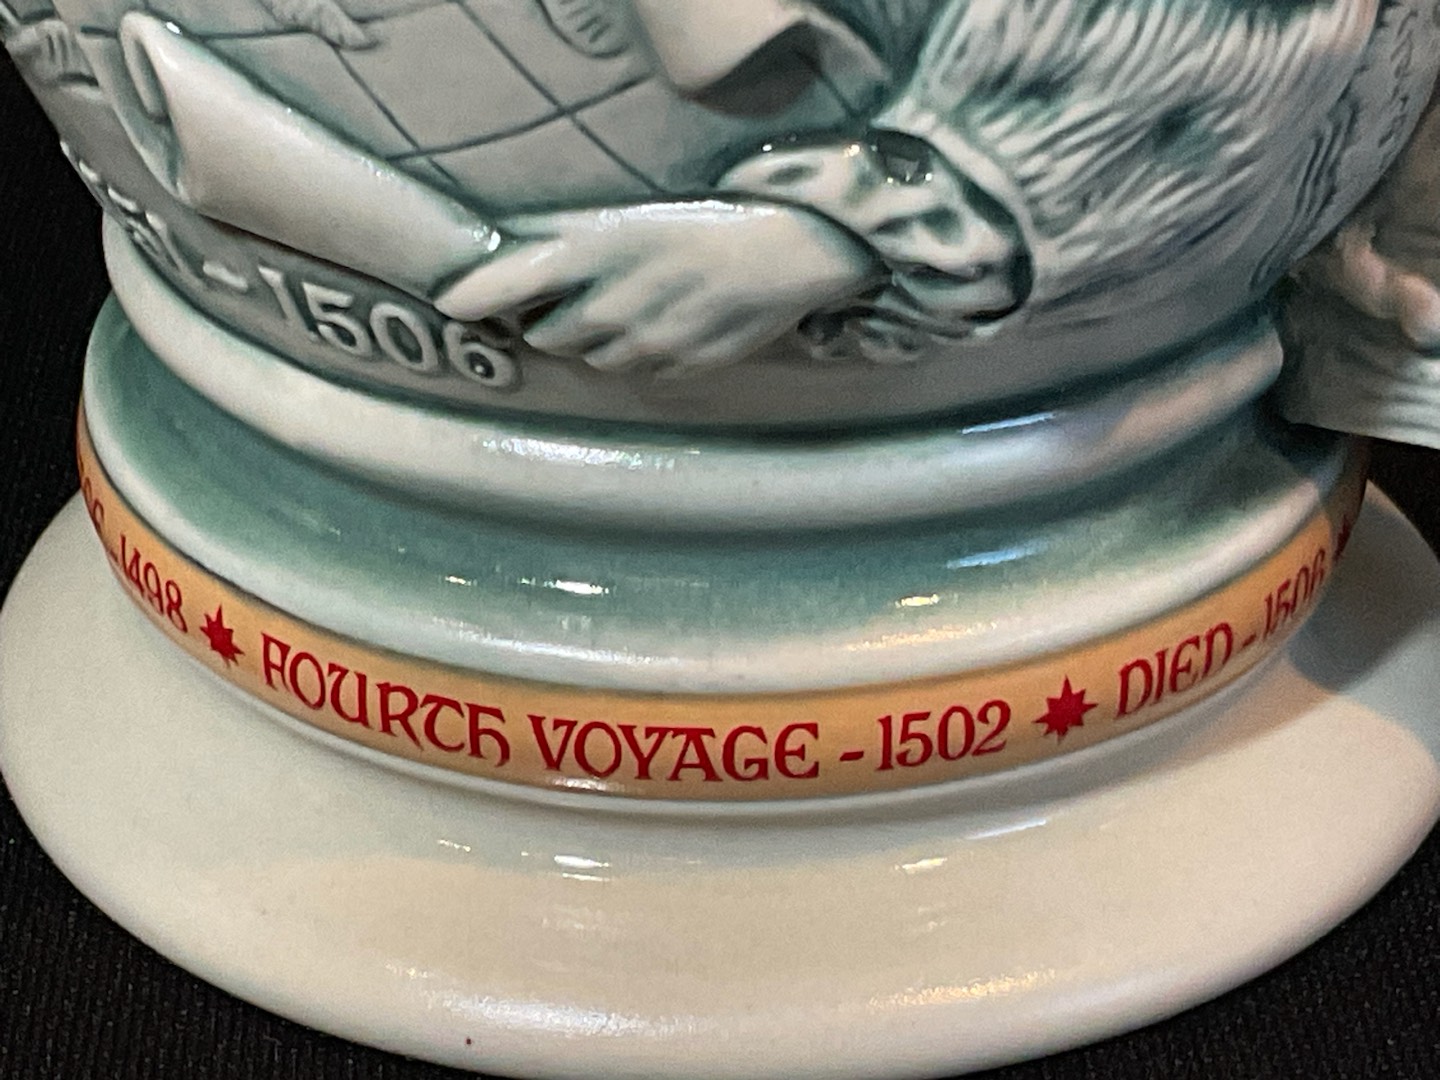 - 1506
- 1498 ✷ FOURTH VOYAGE - 1502 ✷ DIED - 1506